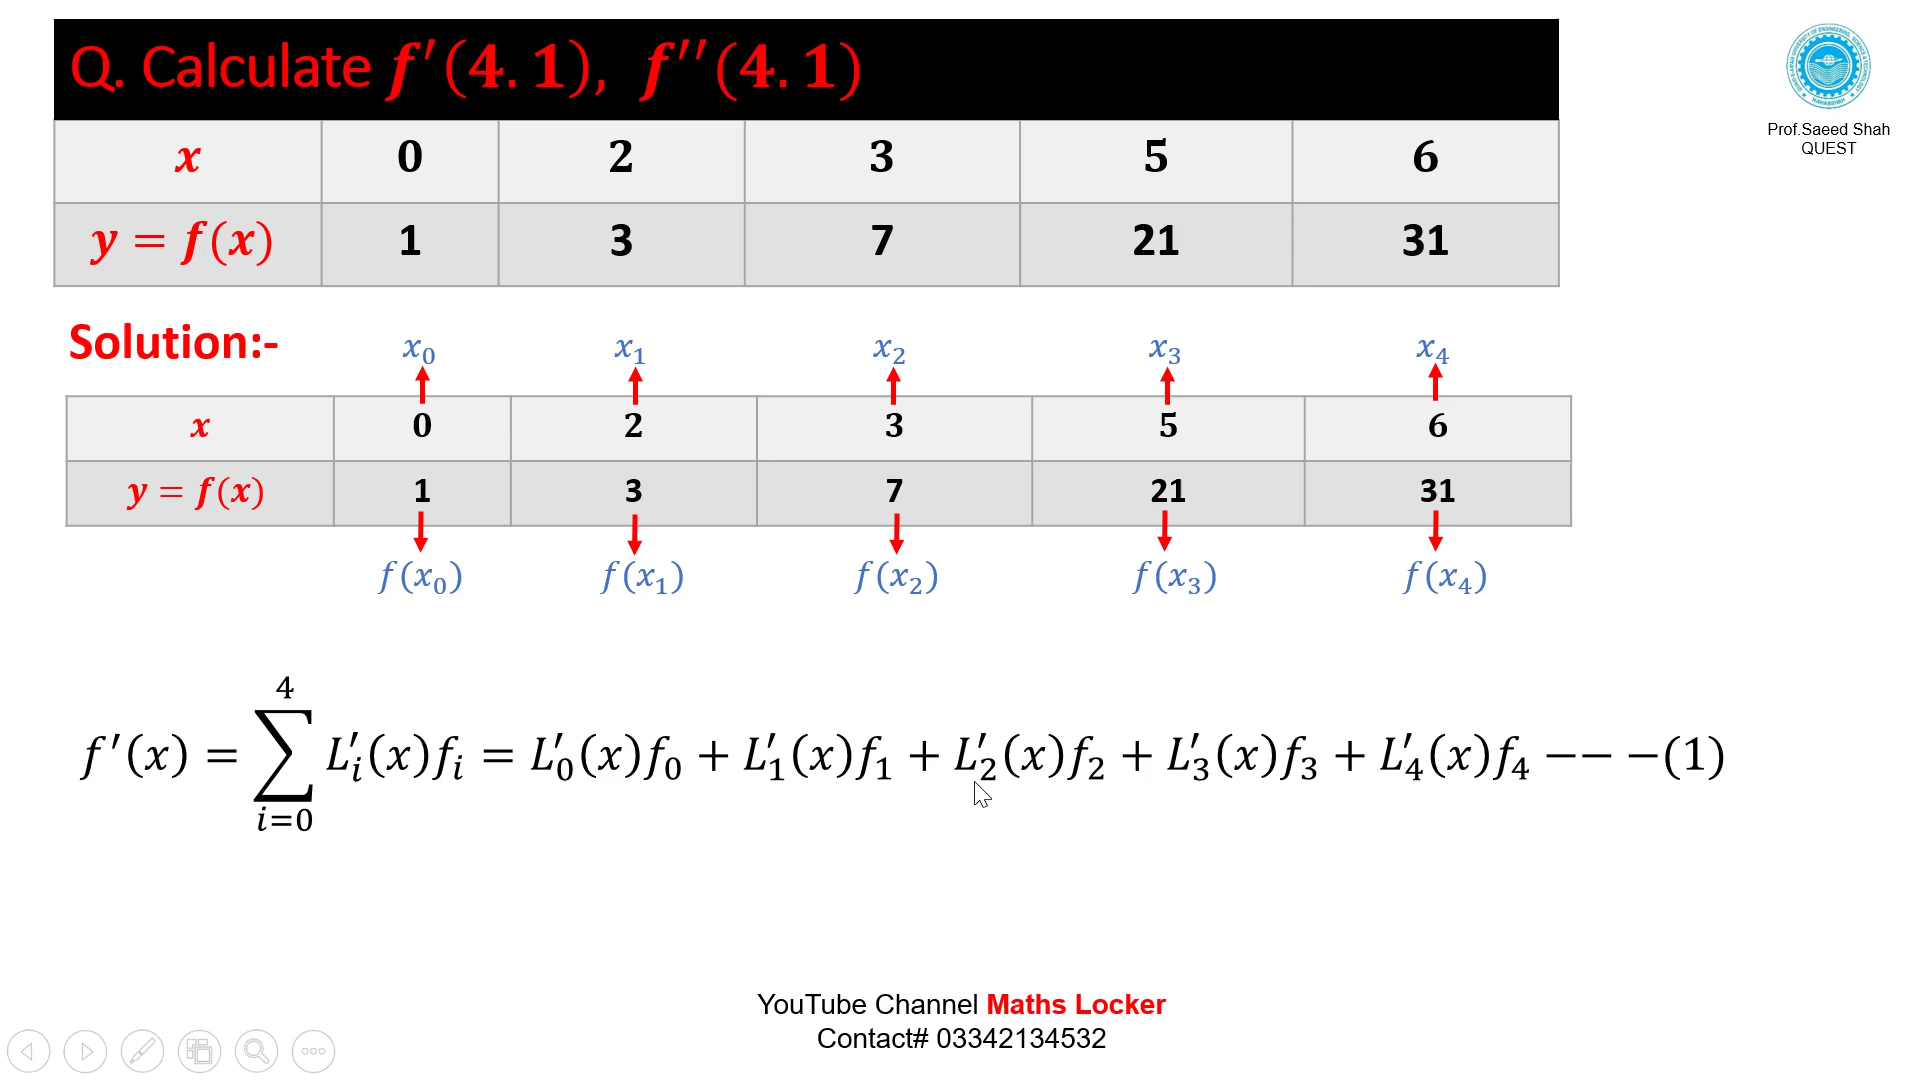 Q. Calculate f′(4.1), f″(4.1)
Prof.Saeed Shah
QUEST
x 0 2 3 5 6
y = f(x) 1 3 7 21 31
Solution:-
x₀ x₁ x₂ x₃ x₄
x 0 2 3 5 6
y = f(x) 1 3 7 21 31
f(x₀) f(x₁) f(x₂) f(x₃) f(x₄)
f′(x) = ∑_{i=0}^{4} L′ᵢ(x)fᵢ = L′₀(x)f₀ + L′₁(x)f₁ + L′₂(x)f₂ + L′₃(x)f₃ + L′₄(x)f₄ −− −(1)
YouTube Channel Maths Locker
Contact# 03342134532